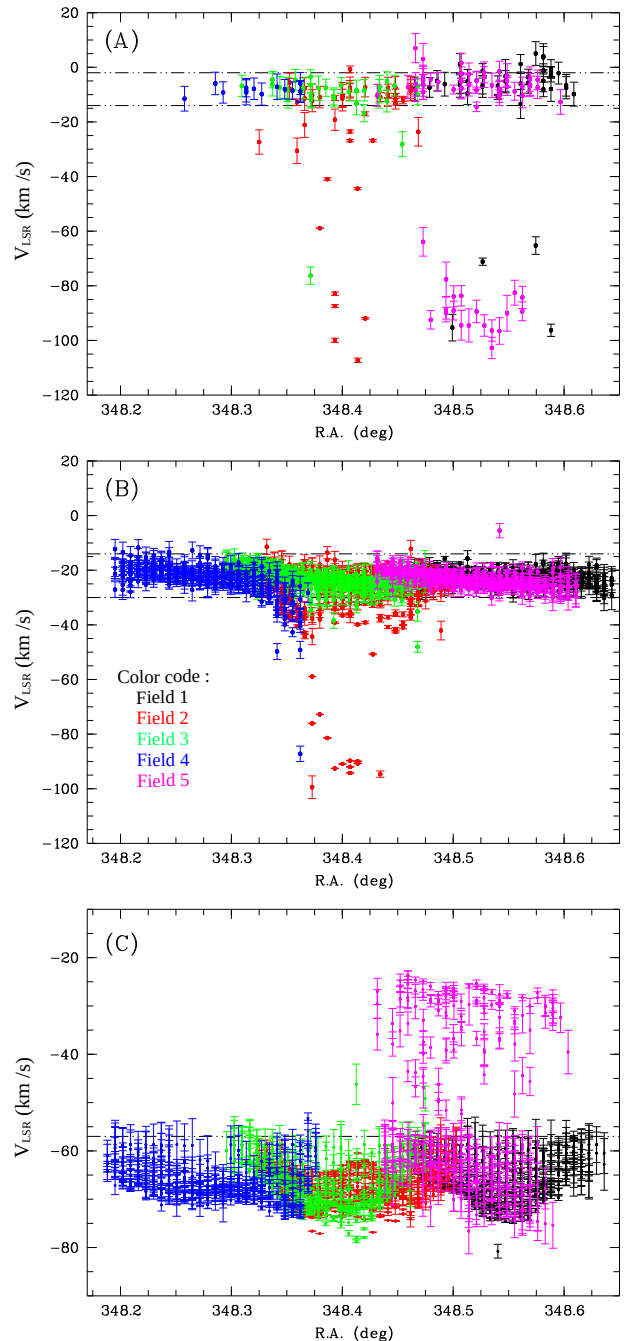 (A)
20
0
−20
−40
−60
−80
−100
−120
V_LSR (km /s)
348.2 348.3 348.4 348.5 348.6
R.A. (deg)
(B)
20
0
−20
−40
−60
−80
−100
−120
V_LSR (km /s)
Color code :
Field 1
Field 2
Field 3
Field 4
Field 5
348.2 348.3 348.4 348.5 348.6
R.A. (deg)
(C)
−20
−40
−60
−80
V_LSR (km /s)
348.2 348.3 348.4 348.5 348.6
R.A. (deg)